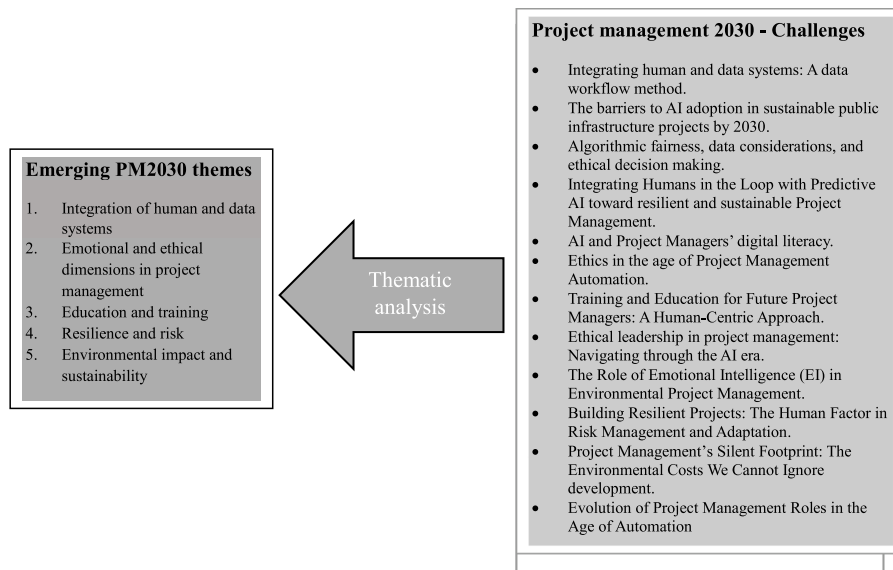 Emerging PM2030 themes
1. Integration of human and data
systems
2. Emotional and ethical
dimensions in project
management
3. Education and training
4. Resilience and risk
5. Environmental impact and
sustainability
Thematic
analysis
Project management 2030 - Challenges
• Integrating human and data systems: A data
workflow method.
• The barriers to AI adoption in sustainable public
infrastructure projects by 2030.
• Algorithmic fairness, data considerations, and
ethical decision making.
• Integrating Humans in the Loop with Predictive
AI toward resilient and sustainable Project
Management.
• AI and Project Managers' digital literacy.
• Ethics in the age of Project Management
Automation.
• Training and Education for Future Project
Managers: A Human-Centric Approach.
• Ethical leadership in project management:
Navigating through the AI era.
• The Role of Emotional Intelligence (EI) in
Environmental Project Management.
• Building Resilient Projects: The Human Factor in
Risk Management and Adaptation.
• Project Management's Silent Footprint: The
Environmental Costs We Cannot Ignore
development.
• Evolution of Project Management Roles in the
Age of Automation